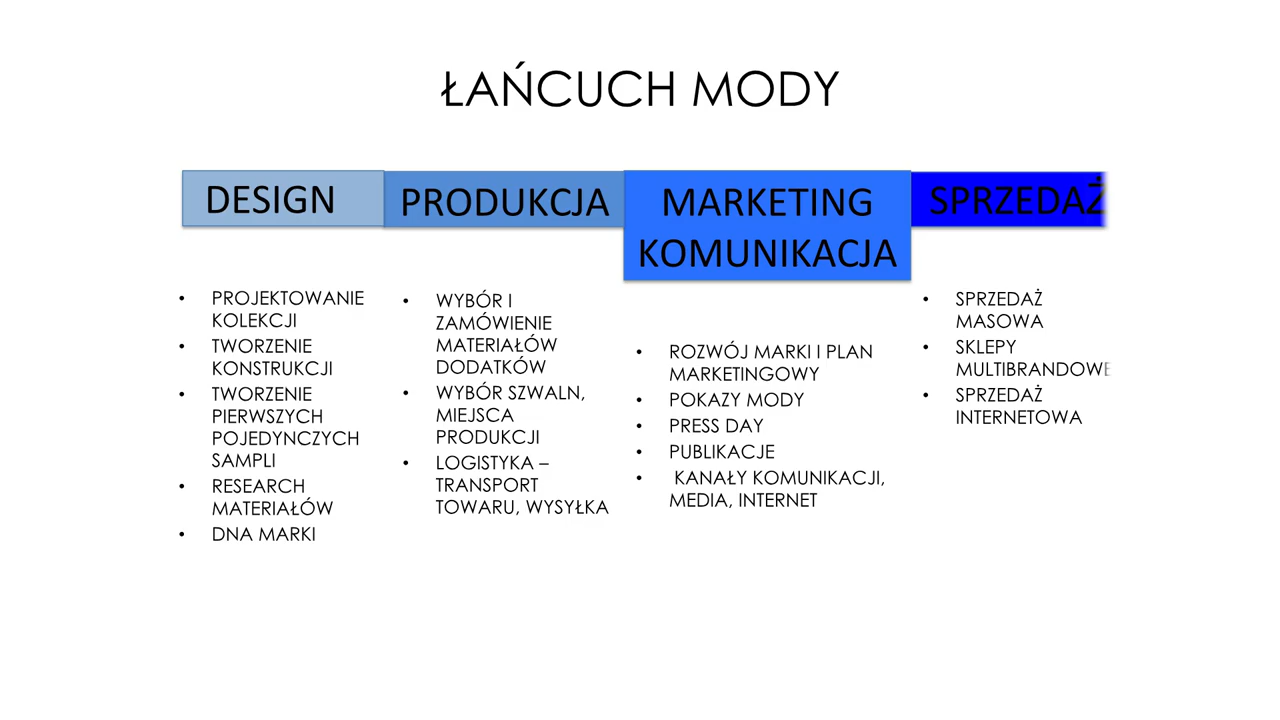 ŁAŃCUCH MODY
DESIGN
PRODUKCJA
MARKETING
KOMUNIKACJA
SPRZEDAŻ
• PROJEKTOWANIE
KOLEKCJI
• TWORZENIE
KONSTRUKCJI
• TWORZENIE
PIERWSZYCH
POJEDYNCZYCH
SAMPLI
• RESEARCH
MATERIAŁÓW
• DNA MARKI
• WYBÓR I
ZAMÓWIENIE
MATERIAŁÓW
DODATKÓW
• WYBÓR SZWALN,
MIEJSCA
PRODUKCJI
• LOGISTYKA –
TRANSPORT
TOWARU, WYSYŁKA
• ROZWÓJ MARKI I PLAN
MARKETINGOWY
• POKAZY MODY
• PRESS DAY
• PUBLIKACJE
• KANAŁY KOMUNIKACJI,
MEDIA, INTERNET
• SPRZEDAŻ
MASOWA
• SKLEPY
MULTIBRANDOWE
• SPRZEDAŻ
INTERNETOWA